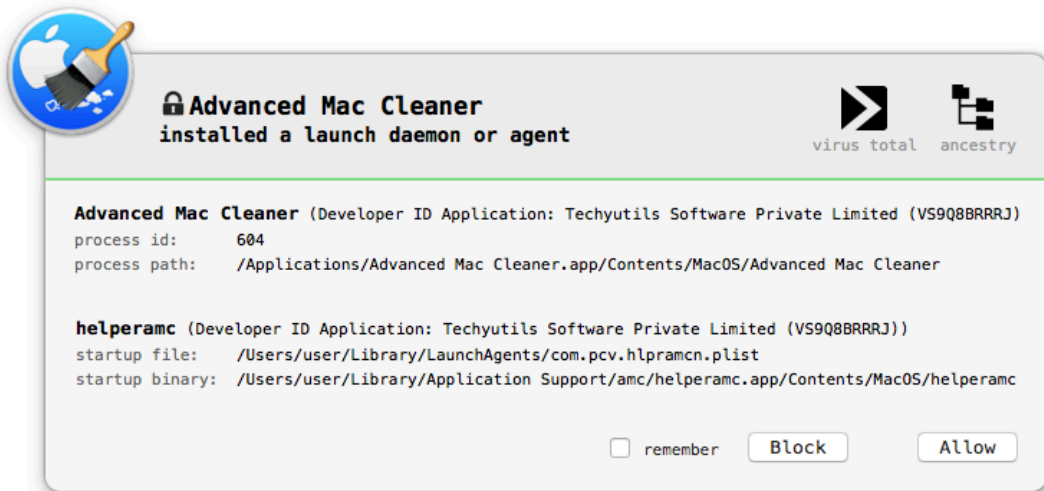 Advanced Mac Cleaner
installed a launch daemon or agent
virus total
ancestry
Advanced Mac Cleaner (Developer ID Application: Techyutils Software Private Limited (VS9Q8BRRRJ)
process id: 604
process path: /Applications/Advanced Mac Cleaner.app/Contents/MacOS/Advanced Mac Cleaner
helperamc (Developer ID Application: Techyutils Software Private Limited (VS9Q8BRRRJ))
startup file: /Users/user/Library/LaunchAgents/com.pcv.hlpramcn.plist
startup binary: /Users/user/Library/Application Support/amc/helperamc.app/Contents/MacOS/helperamc
remember Block Allow